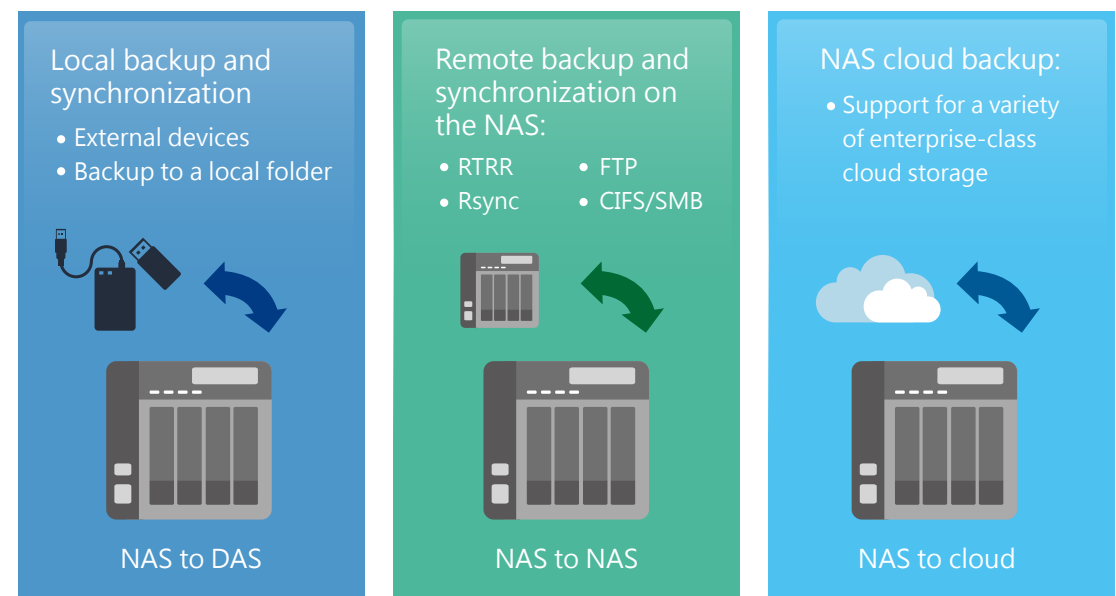 Local backup and
synchronization
• External devices
• Backup to a local folder
NAS to DAS
Remote backup and
synchronization on
the NAS:
• RTRR
• FTP
• Rsync
• CIFS/SMB
NAS to NAS
NAS cloud backup:
• Support for a variety
of enterprise-class
cloud storage
NAS to cloud